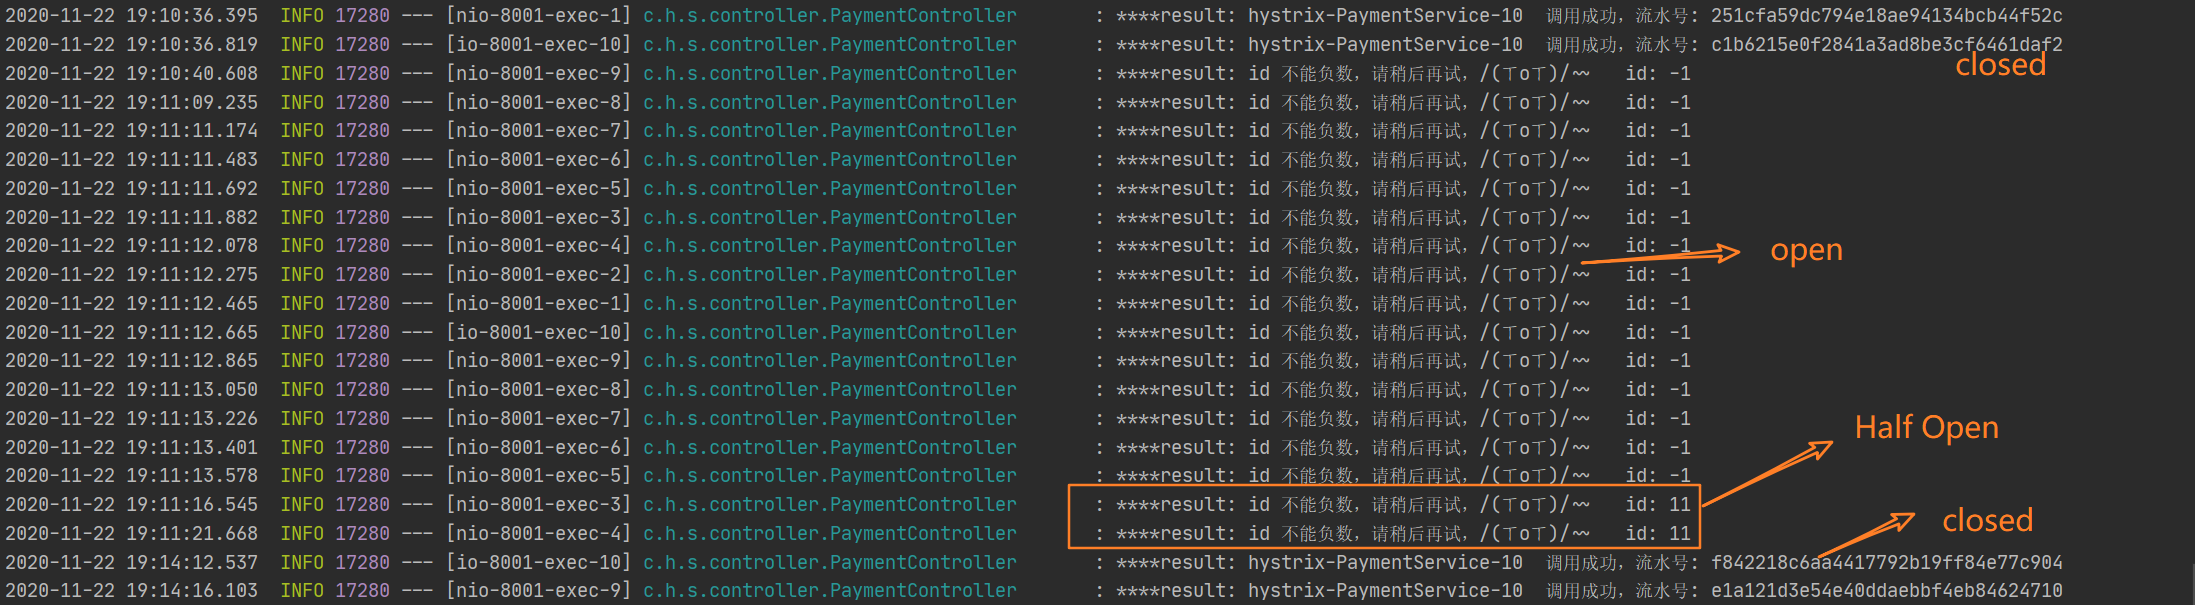 2020-11-22 19:10:36.395  INFO 17280 --- [nio-8001-exec-1] c.h.s.controller.PaymentController       : ****result: hystrix-PaymentService-10  调用成功，流水号: 251cfa59dc794e18ae94134bcb44f52c
2020-11-22 19:10:36.819  INFO 17280 --- [io-8001-exec-10] c.h.s.controller.PaymentController       : ****result: hystrix-PaymentService-10  调用成功，流水号: c1b6215e0f2841a3ad8be3cf6461daf2
closed
2020-11-22 19:10:40.608  INFO 17280 --- [nio-8001-exec-9] c.h.s.controller.PaymentController       : ****result: id 不能负数，请稍后再试，/(ㄒoㄒ)/~~   id: -1
2020-11-22 19:11:09.235  INFO 17280 --- [nio-8001-exec-8] c.h.s.controller.PaymentController       : ****result: id 不能负数，请稍后再试，/(ㄒoㄒ)/~~   id: -1
2020-11-22 19:11:11.174  INFO 17280 --- [nio-8001-exec-7] c.h.s.controller.PaymentController       : ****result: id 不能负数，请稍后再试，/(ㄒoㄒ)/~~   id: -1
2020-11-22 19:11:11.483  INFO 17280 --- [nio-8001-exec-6] c.h.s.controller.PaymentController       : ****result: id 不能负数，请稍后再试，/(ㄒoㄒ)/~~   id: -1
2020-11-22 19:11:11.692  INFO 17280 --- [nio-8001-exec-5] c.h.s.controller.PaymentController       : ****result: id 不能负数，请稍后再试，/(ㄒoㄒ)/~~   id: -1
2020-11-22 19:11:11.882  INFO 17280 --- [nio-8001-exec-3] c.h.s.controller.PaymentController       : ****result: id 不能负数，请稍后再试，/(ㄒoㄒ)/~~   id: -1
2020-11-22 19:11:12.078  INFO 17280 --- [nio-8001-exec-4] c.h.s.controller.PaymentController       : ****result: id 不能负数，请稍后再试，/(ㄒoㄒ)/~~   id: -1
open
2020-11-22 19:11:12.275  INFO 17280 --- [nio-8001-exec-2] c.h.s.controller.PaymentController       : ****result: id 不能负数，请稍后再试，/(ㄒoㄒ)/~~   id: -1
2020-11-22 19:11:12.465  INFO 17280 --- [nio-8001-exec-1] c.h.s.controller.PaymentController       : ****result: id 不能负数，请稍后再试，/(ㄒoㄒ)/~~   id: -1
2020-11-22 19:11:12.665  INFO 17280 --- [io-8001-exec-10] c.h.s.controller.PaymentController       : ****result: id 不能负数，请稍后再试，/(ㄒoㄒ)/~~   id: -1
2020-11-22 19:11:12.865  INFO 17280 --- [nio-8001-exec-9] c.h.s.controller.PaymentController       : ****result: id 不能负数，请稍后再试，/(ㄒoㄒ)/~~   id: -1
2020-11-22 19:11:13.050  INFO 17280 --- [nio-8001-exec-8] c.h.s.controller.PaymentController       : ****result: id 不能负数，请稍后再试，/(ㄒoㄒ)/~~   id: -1
2020-11-22 19:11:13.226  INFO 17280 --- [nio-8001-exec-7] c.h.s.controller.PaymentController       : ****result: id 不能负数，请稍后再试，/(ㄒoㄒ)/~~   id: -1
Half Open
2020-11-22 19:11:13.401  INFO 17280 --- [nio-8001-exec-6] c.h.s.controller.PaymentController       : ****result: id 不能负数，请稍后再试，/(ㄒoㄒ)/~~   id: -1
2020-11-22 19:11:13.578  INFO 17280 --- [nio-8001-exec-5] c.h.s.controller.PaymentController       : ****result: id 不能负数，请稍后再试，/(ㄒoㄒ)/~~   id: -1
2020-11-22 19:11:16.545  INFO 17280 --- [nio-8001-exec-3] c.h.s.controller.PaymentController       : ****result: id 不能负数，请稍后再试，/(ㄒoㄒ)/~~   id: 11
closed
2020-11-22 19:11:21.668  INFO 17280 --- [nio-8001-exec-4] c.h.s.controller.PaymentController       : ****result: id 不能负数，请稍后再试，/(ㄒoㄒ)/~~   id: 11
2020-11-22 19:14:12.537  INFO 17280 --- [io-8001-exec-10] c.h.s.controller.PaymentController       : ****result: hystrix-PaymentService-10  调用成功，流水号: f842218c6aa4417792b19ff84e77c904
2020-11-22 19:14:16.103  INFO 17280 --- [nio-8001-exec-9] c.h.s.controller.PaymentController       : ****result: hystrix-PaymentService-10  调用成功，流水号: e1a121d3e54e40ddaebbf4eb84624710